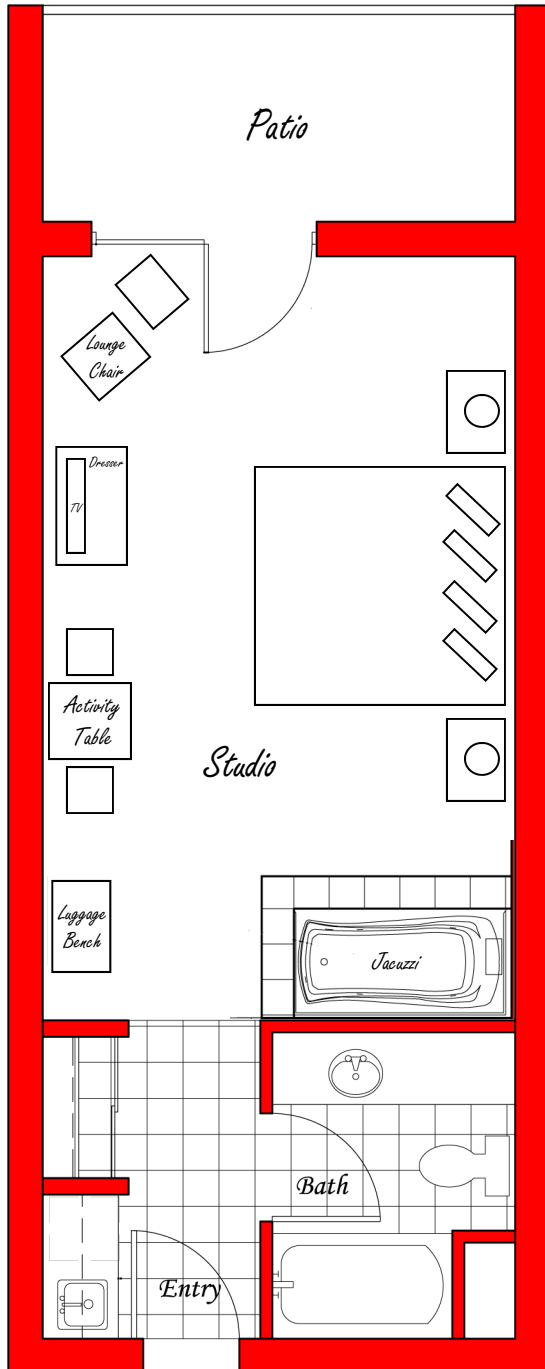 Patio
Lounge
Chair
Dresser
TV
Activity
Table
Studio
Luggage
Bench
Jacuzzi
Bath
Entry